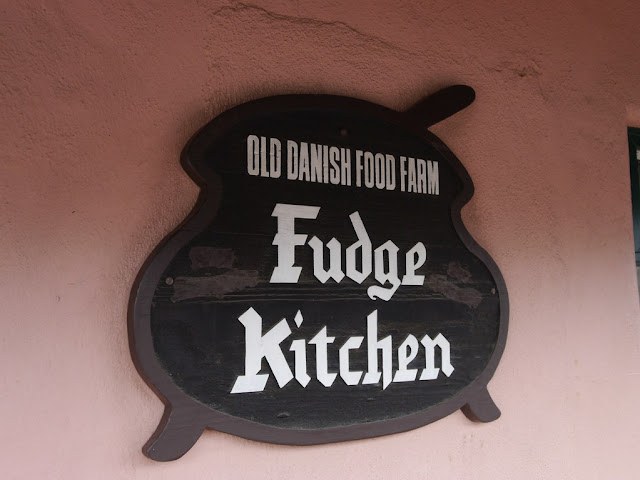 OLD DANISH FOOD FARM
Fudge
Kitchen